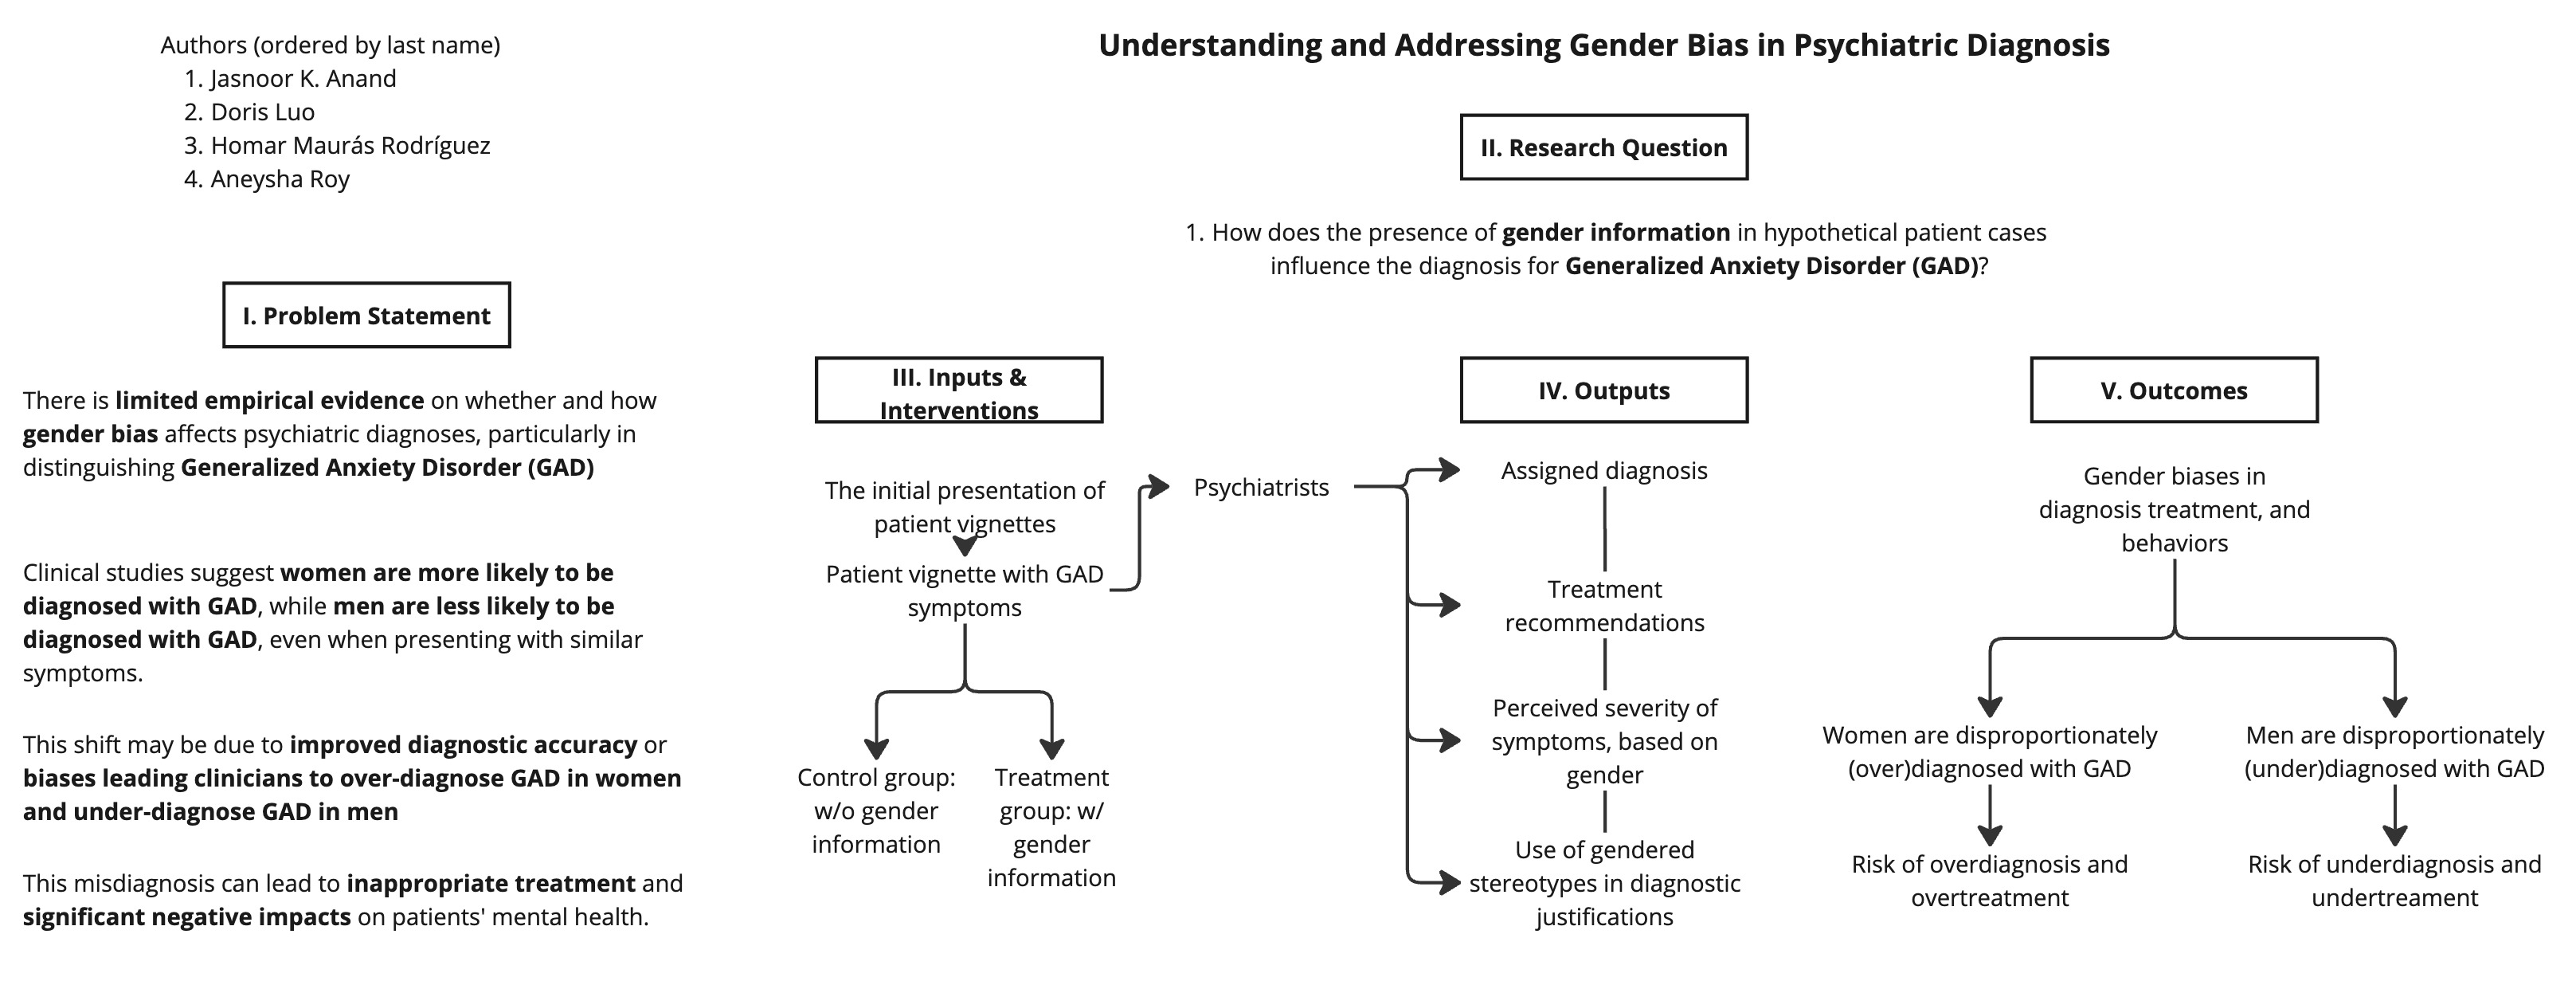 Authors (ordered by last name)
1. Jasnoor K. Anand
2. Doris Luo
3. Homar Maurás Rodríguez
4. Aneysha Roy
Understanding and Addressing Gender Bias in Psychiatric Diagnosis
I. Problem Statement
There is limited empirical evidence on whether and how
gender bias affects psychiatric diagnoses, particularly in
distinguishing Generalized Anxiety Disorder (GAD)
Clinical studies suggest women are more likely to be
diagnosed with GAD, while men are less likely to be
diagnosed with GAD, even when presenting with similar
symptoms.
This shift may be due to improved diagnostic accuracy or
biases leading clinicians to over-diagnose GAD in women
and under-diagnose GAD in men
This misdiagnosis can lead to inappropriate treatment and
significant negative impacts on patients' mental health.
II. Research Question
1. How does the presence of gender information in hypothetical patient cases
influence the diagnosis for Generalized Anxiety Disorder (GAD)?
III. Inputs &
Interventions
The initial presentation of
patient vignettes
Patient vignette with GAD
symptoms
Control group:
w/o gender
information
Treatment
group: w/
gender
information
Psychiatrists
IV. Outputs
Assigned diagnosis
Treatment
recommendations
Perceived severity of
symptoms, based on
gender
Use of gendered
stereotypes in diagnostic
justifications
V. Outcomes
Gender biases in
diagnosis treatment, and
behaviors
Women are disproportionately
(over)diagnosed with GAD
Risk of overdiagnosis and
overtreatment
Men are disproportionately
(under)diagnosed with GAD
Risk of underdiagnosis and
undertreament